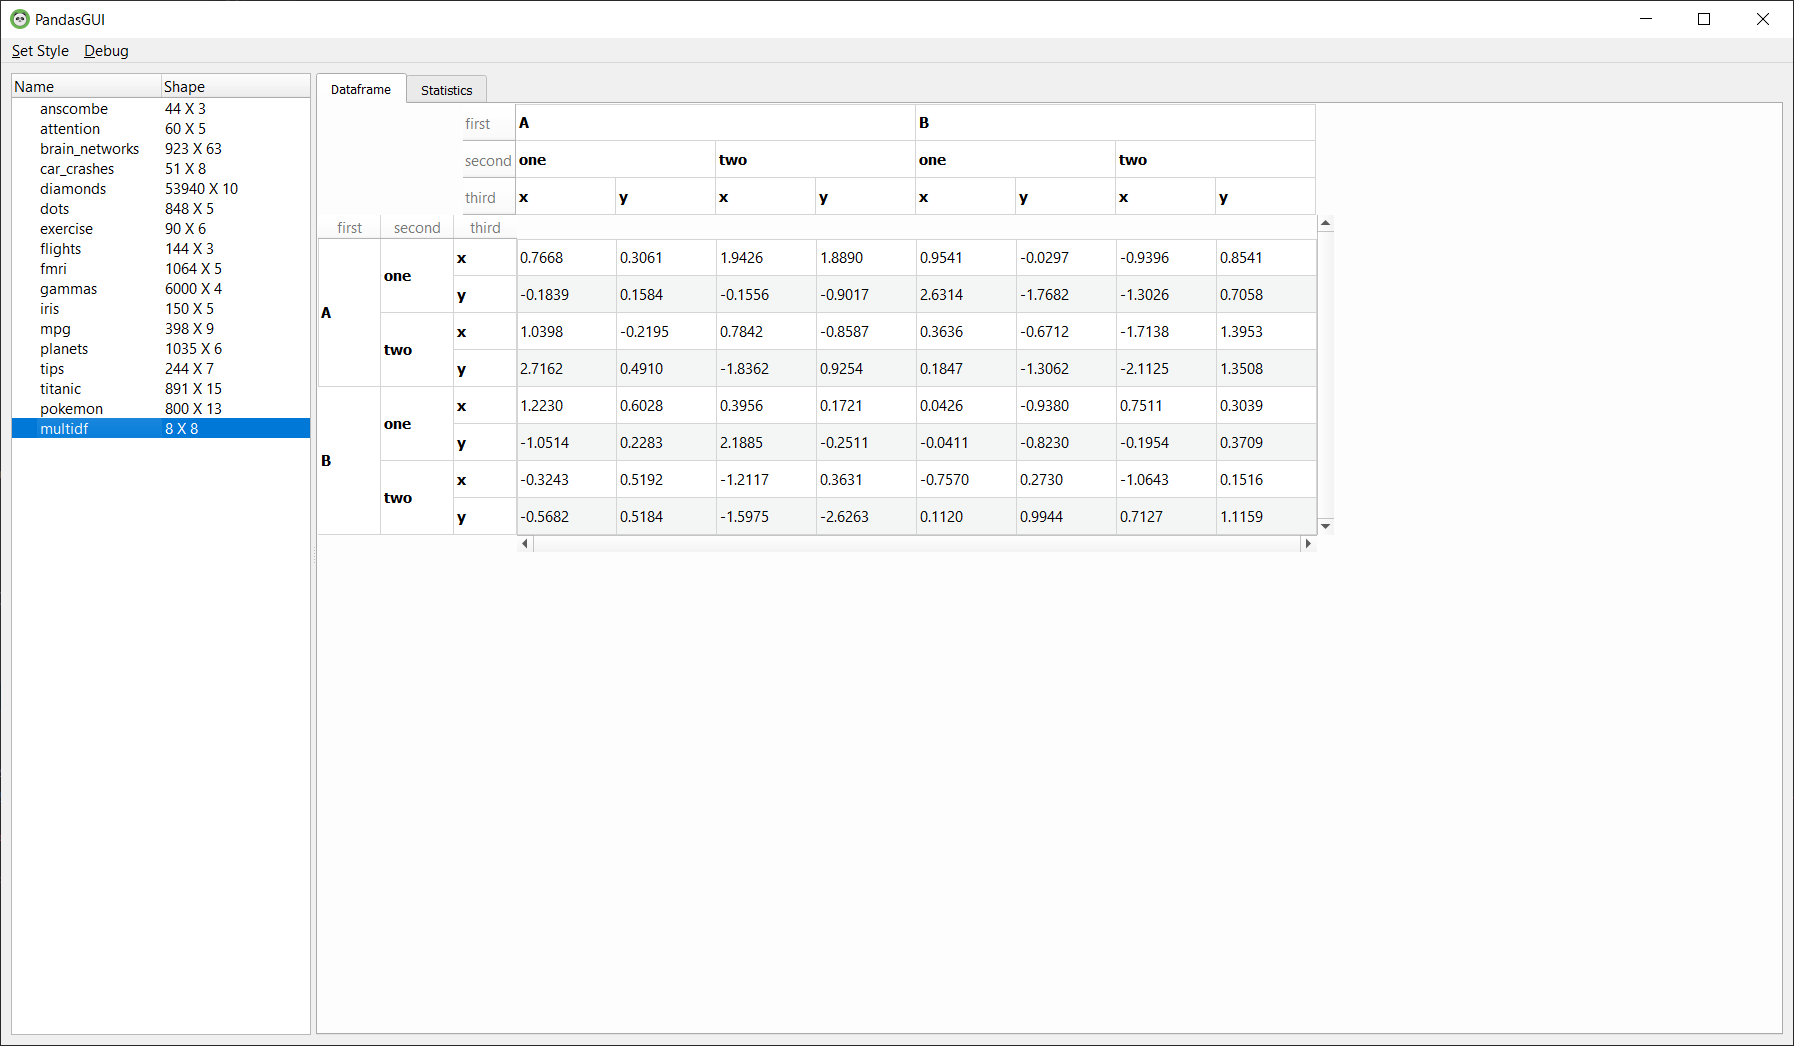 PandasGUI
Set Style Debug
Name Shape
anscombe 44 X 3
attention 60 X 5
brain_networks 923 X 63
car_crashes 51 X 8
diamonds 53940 X 10
dots 848 X 5
exercise 90 X 6
flights 144 X 3
fmri 1064 X 5
gammas 6000 X 4
iris 150 X 5
mpg 398 X 9
planets 1035 X 6
tips 244 X 7
titanic 891 X 15
pokemon 800 X 13
multidf 8 X 8
Dataframe Statistics
first A B
second one two one two
third x y x y x y x y
first second third
A one x 0.7668 0.3061 1.9426 1.8890 0.9541 -0.0297 -0.9396 0.8541
y -0.1839 0.1584 -0.1556 -0.9017 2.6314 -1.7682 -1.3026 0.7058
two x 1.0398 -0.2195 0.7842 -0.8587 0.3636 -0.6712 -1.7138 1.3953
y 2.7162 0.4910 -1.8362 0.9254 0.1847 -1.3062 -2.1125 1.3508
B one x 1.2230 0.6028 0.3956 0.1721 0.0426 -0.9380 0.7511 0.3039
y -1.0514 0.2283 2.1885 -0.2511 -0.0411 -0.8230 -0.1954 0.3709
two x -0.3243 0.5192 -1.2117 0.3631 -0.7570 0.2730 -1.0643 0.1516
y -0.5682 0.5184 -1.5975 -2.6263 0.1120 0.9944 0.7127 1.1159